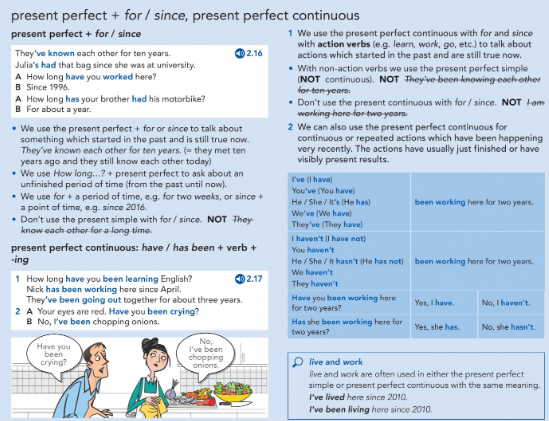 present perfect + for / since, present perfect continuous
present perfect + for / since
They've known each other for ten years.
2.16
Julia's had that bag since she was at university.
A How long have you worked here?
B Since 1996.
A How long has your brother had his motorbike?
B For about a year.
• We use the present perfect + for or since to talk about
something which started in the past and is still true now.
They've known each other for ten years. (= they met ten
years ago and they still know each other today)
• We use How long...? + present perfect to ask about an
unfinished period of time (from the past until now).
• We use for + a period of time, e.g. for two weeks, or since +
a point of time, e.g. since 2016.
• Don't use the present simple with for / since. NOT They
know each other for a long time.
present perfect continuous: have / has been + verb +
-ing
1 How long have you been learning English?
2.17
Nick has been working here since April.
They've been going out together for about three years.
2 A Your eyes are red. Have you been crying?
B No, I've been chopping onions.
Have you
been
crying?
No,
I've been
chopping
onions.
1 We use the present perfect continuous with for and since
with action verbs (e.g. learn, work, go, etc.) to talk about
actions which started in the past and are still true now.
• With non-action verbs we use the present perfect simple
(NOT continuous). NOT They've been knowing each other
for ten years.
• Don't use the present continuous with for / since. NOT I am
working here for two years.
2 We can also use the present perfect continuous for
continuous or repeated actions which have been happening
very recently. The actions have usually just finished or have
visibly present results.
I've (I have)
You've (You have)
He / She / It's (He has)
We've (We have)
They've (They have)
been working here for two years.
I haven't (I have not)
You haven't
He / She / It hasn't (He has not)
We haven't
They haven't
been working here for two years.
Have you been working here
for two years?
Yes, I have.
No, I haven't.
Has she been working here for
two years?
Yes, she has.
No, she hasn't.
live and work
live and work are often used in either the present perfect
simple or present perfect continuous with the same meaning.
I've lived here since 2010.
I've been living here since 2010.